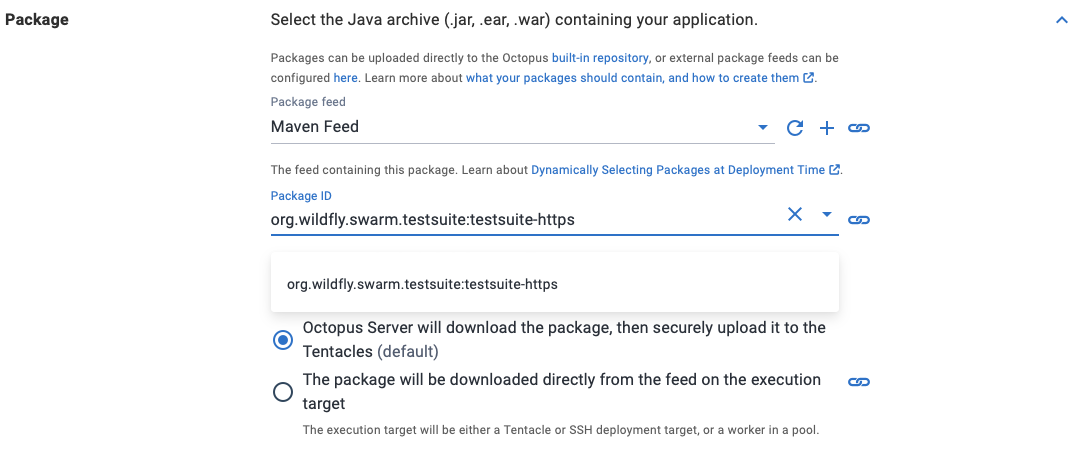 Package
Select the Java archive (.jar, .ear, .war) containing your application.
Packages can be uploaded directly to the Octopus built-in repository, or external package feeds can be
configured here. Learn more about what your packages should contain, and how to create them.
Package feed
Maven Feed
The feed containing this package. Learn about Dynamically Selecting Packages at Deployment Time.
Package ID
org.wildfly.swarm.testsuite:testsuite-https
org.wildfly.swarm.testsuite:testsuite-https
Octopus Server will download the package, then securely upload it to the
Tentacles (default)
The package will be downloaded directly from the feed on the execution
target
The execution target will be either a Tentacle or SSH deployment target, or a worker in a pool.